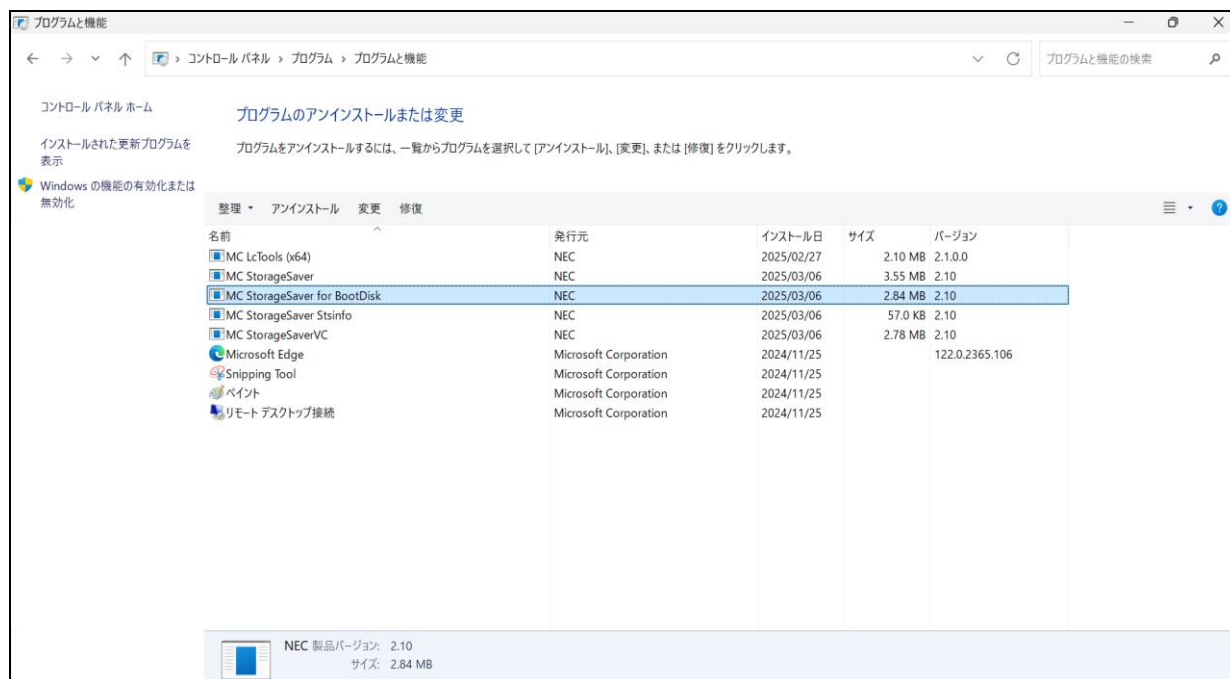 プログラムと機能
コントロール パネル › プログラム › プログラムと機能
プログラムと機能の検索
コントロール パネル ホーム
インストールされた更新プログラムを
表示
Windows の機能の有効化または
無効化
プログラムのアンインストールまたは変更
プログラムをアンインストールするには、一覧からプログラムを選択して [アンインストール]、[変更]、または [修復] をクリックします。
整理 アンインストール 変更 修復
名前 発行元 インストール日 サイズ バージョン
MC LcTools (x64) NEC 2025/02/27 2.10 MB 2.1.0.0
MC StorageSaver NEC 2025/03/06 3.55 MB 2.10
MC StorageSaver for BootDisk NEC 2025/03/06 2.84 MB 2.10
MC StorageSaver Stsinfo NEC 2025/03/06 57.0 KB 2.10
MC StorageSaverVC NEC 2025/03/06 2.78 MB 2.10
Microsoft Edge Microsoft Corporation 2024/11/25 122.0.2365.106
Snipping Tool Microsoft Corporation 2024/11/25
ペイント Microsoft Corporation 2024/11/25
リモート デスクトップ接続 Microsoft Corporation 2024/11/25
NEC 製品バージョン: 2.10
サイズ: 2.84 MB